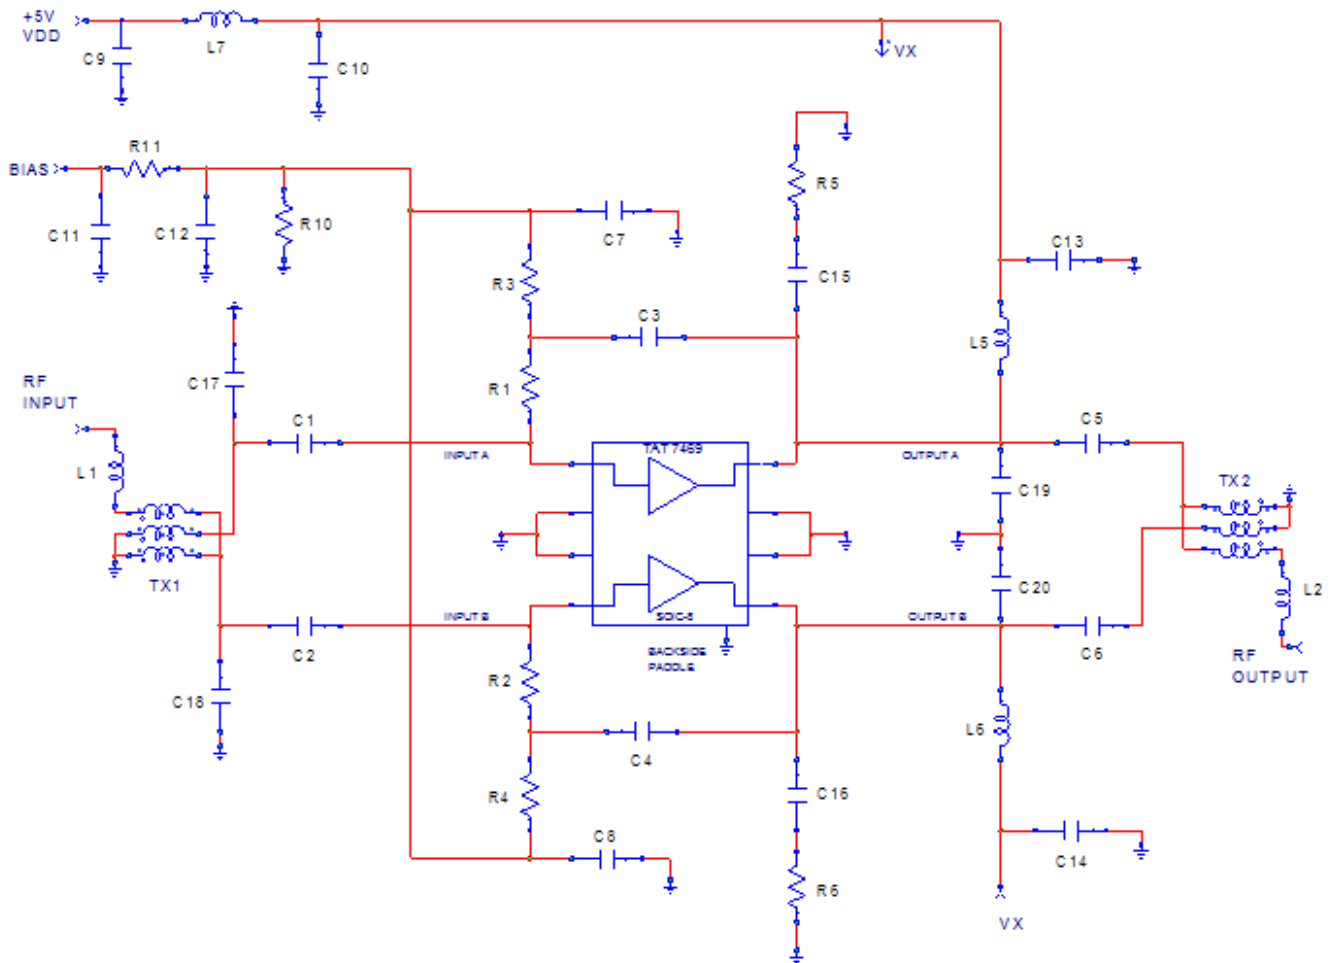 +5V
VDD
L7
C9
C10
VX
R11
BIAS
C11
C12
R10
C7
R5
C15
C13
R3
C3
L5
C17
R1
RF
INPUT
C1
C5
INPUT A
TAT7469
OUTPUT A
L1
C19
TX2
TX1
C20
L2
INPUT B
SOIC-8
OUTPUT B
C2
BACKSIDE
PADDLE
C6
RF
OUTPUT
R2
C18
L6
C4
R4
C16
C8
C14
R6
VX